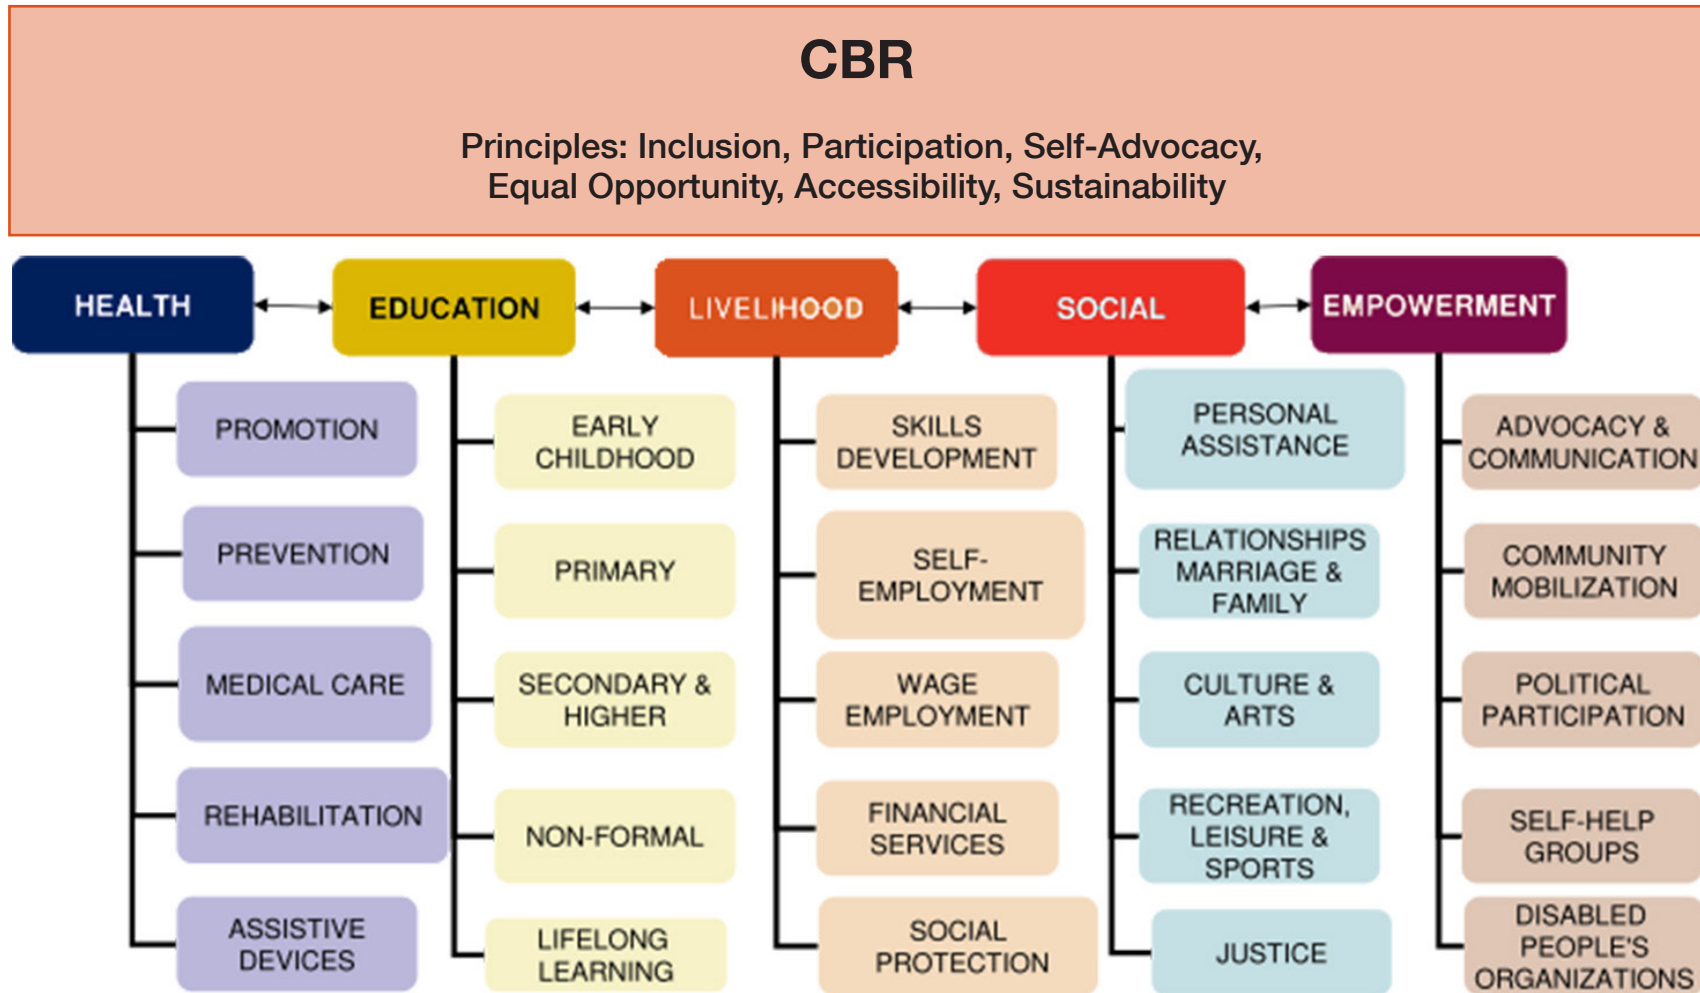 CBR
Principles: Inclusion, Participation, Self-Advocacy,
Equal Opportunity, Accessibility, Sustainability
HEALTH
EDUCATION
LIVELIHOOD
SOCIAL
EMPOWERMENT
PROMOTION
PREVENTION
MEDICAL CARE
REHABILITATION
ASSISTIVE
DEVICES
EARLY
CHILDHOOD
PRIMARY
SECONDARY &
HIGHER
NON-FORMAL
LIFELONG
LEARNING
SKILLS
DEVELOPMENT
SELF-
EMPLOYMENT
WAGE
EMPLOYMENT
FINANCIAL
SERVICES
SOCIAL
PROTECTION
PERSONAL
ASSISTANCE
RELATIONSHIPS
MARRIAGE &
FAMILY
CULTURE &
ARTS
RECREATION,
LEISURE &
SPORTS
JUSTICE
ADVOCACY &
COMMUNICATION
COMMUNITY
MOBILIZATION
POLITICAL
PARTICIPATION
SELF-HELP
GROUPS
DISABLED
PEOPLE'S
ORGANIZATIONS